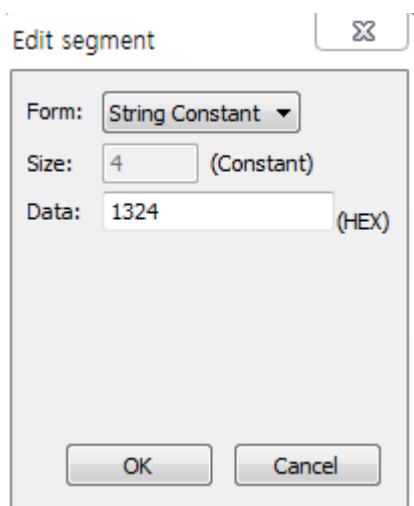 Edit segment
Form: String Constant
Size: 4 (Constant)
Data: 1324 (HEX)
OK Cancel